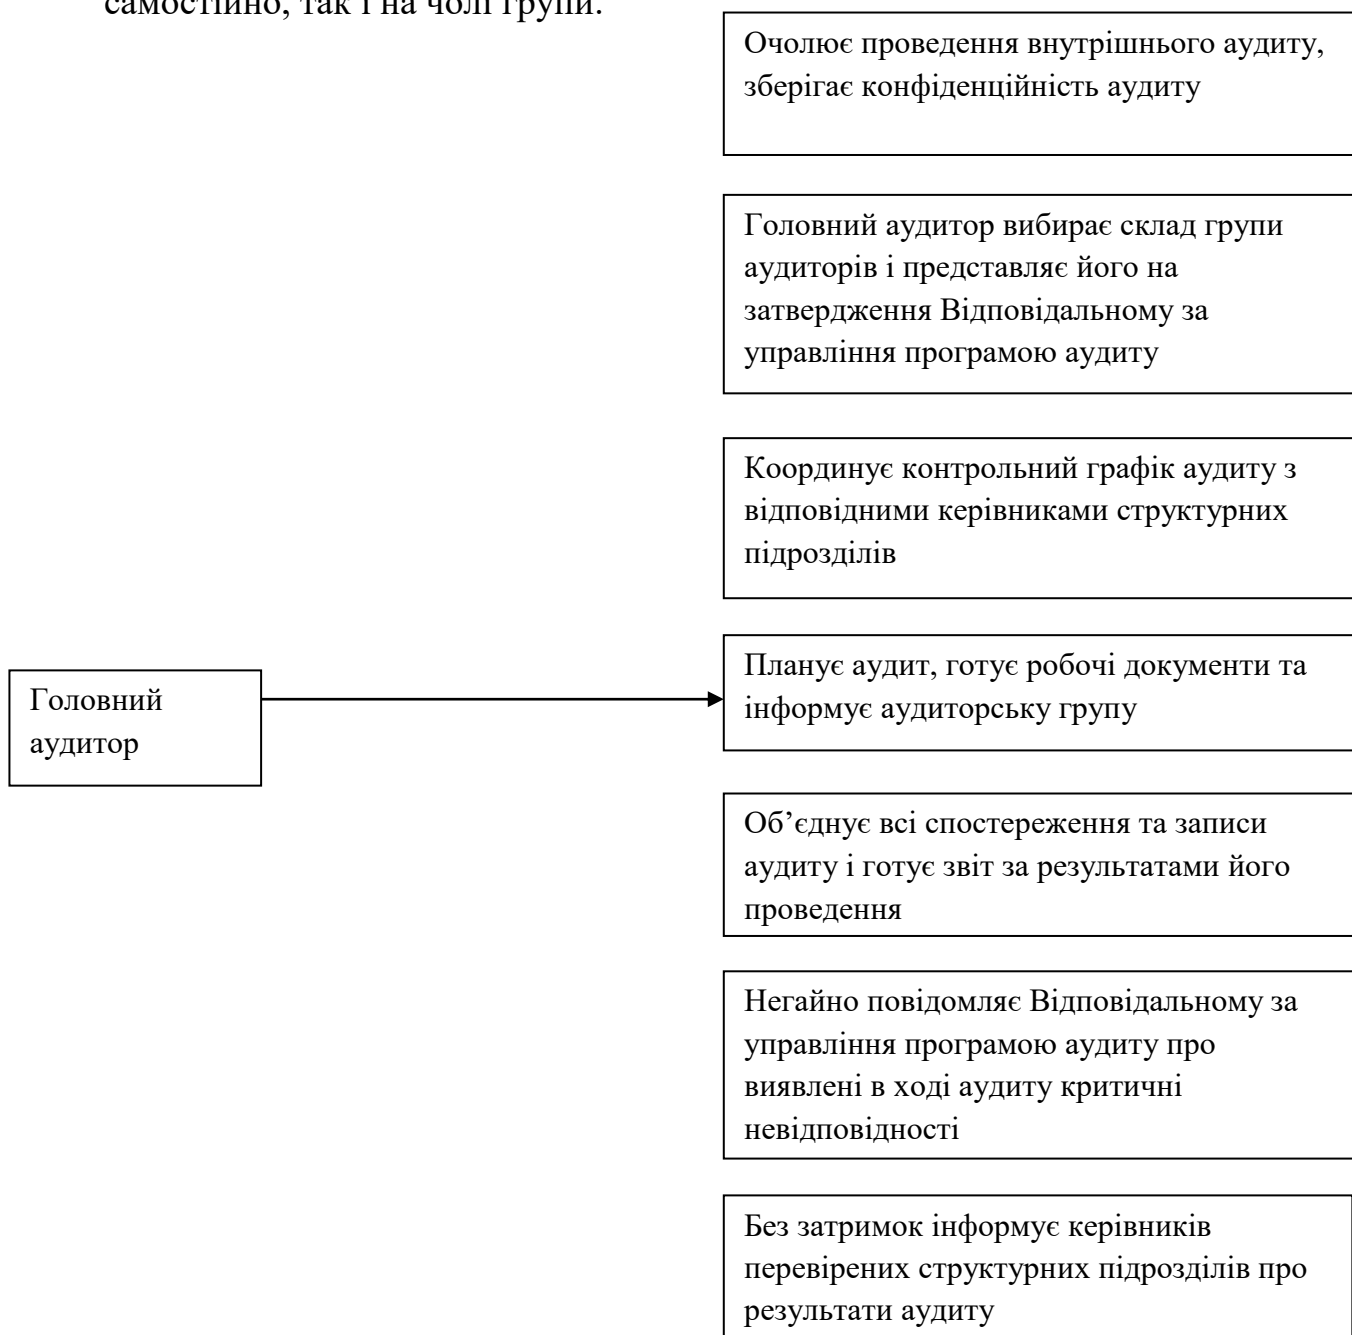 самостійно, так і на чолі групи.
Очолює проведення внутрішнього аудиту,
зберігає конфіденційність аудиту
Головний аудитор вибирає склад групи
аудиторів і представляє його на
затвердження Відповідальному за
управління програмою аудиту
Координує контрольний графік аудиту з
відповідними керівниками структурних
підрозділів
Головний
аудитор
Планує аудит, готує робочі документи та
інформує аудиторську групу
Об’єднує всі спостереження та записи
аудиту і готує звіт за результатами його
проведення
Негайно повідомляє Відповідальному за
управління програмою аудиту про
виявлені в ході аудиту критичні
невідповідності
Без затримок інформує керівників
перевірених структурних підрозділів про
результати аудиту